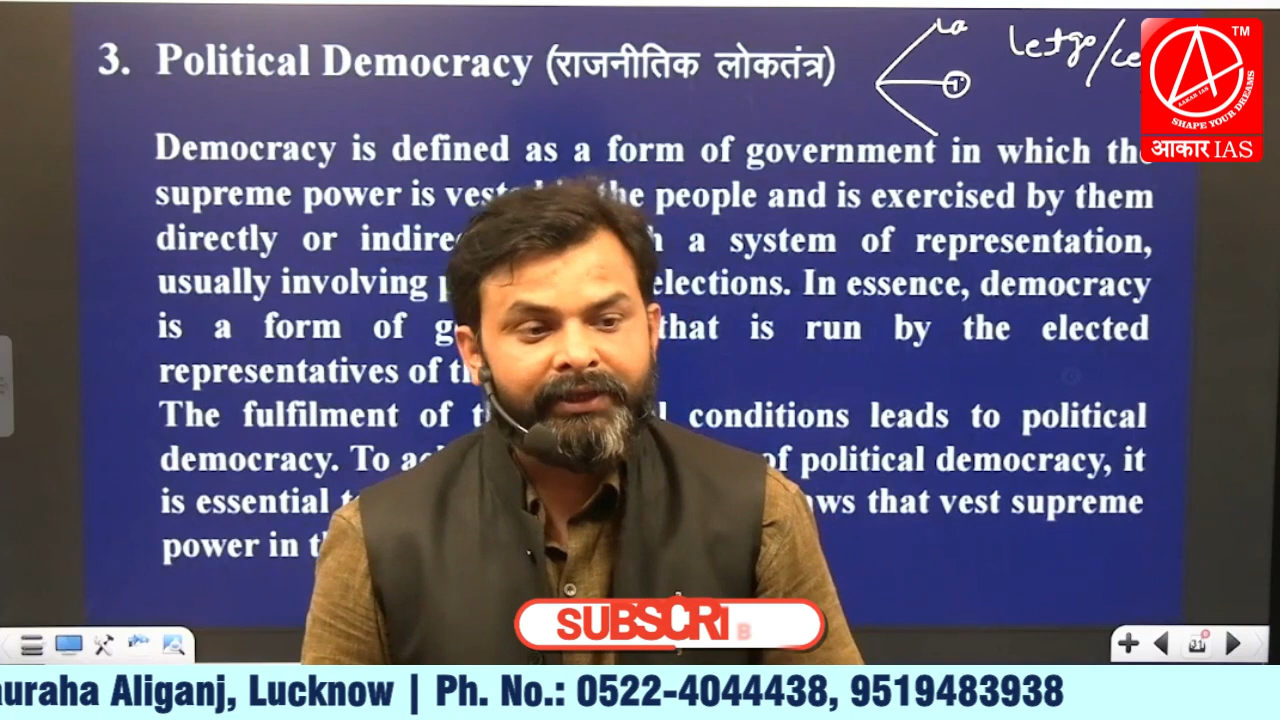 3. Political Democracy (राजनीतिक लोकतंत्र)
Democracy is defined as a form of government in which the
supreme power is the people and is exercised by them
directly or a system of representation,
usually involving elections. In essence, democracy
is a form of that is run by the elected
representatives of
The fulfilment of conditions leads to political
democracy. To of political democracy, it
is essential that vest supreme
power in
TM
AAKAR IAS
SHAPE YOUR DREAMS
आकार IAS
SUBSCRI B
Aliganj, Lucknow | Ph. No.: 0522-4044438, 9519483938